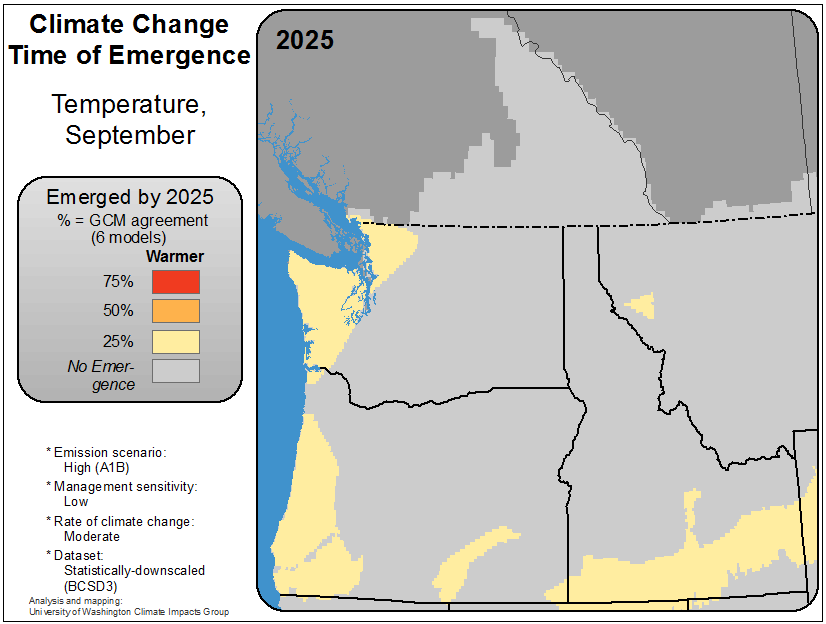 Climate Change
Time of Emergence
Temperature,
September
2025
Emerged by 2025
% = GCM agreement
(6 models)
Warmer
75%
50%
25%
No Emer-
gence
* Emission scenario:
High (A1B)
* Management sensitivity:
Low
* Rate of climate change:
Moderate
* Dataset:
Statistically-downscaled
(BCSD3)
Analysis and mapping:
University of Washington Climate Impacts Group